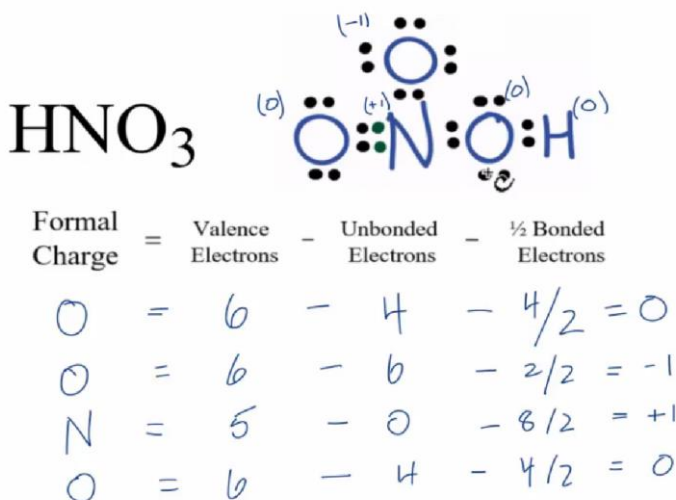 (-1)
O
(0) (+1) (0) (0)
HNO3 O N O H
Formal Charge = Valence Electrons - Unbonded Electrons - ½ Bonded Electrons
O = 6 - 4 - 4/2 = 0
O = 6 - 6 - 2/2 = -1
N = 5 - 0 - 8/2 = +1
O = 6 - 4 - 4/2 = 0